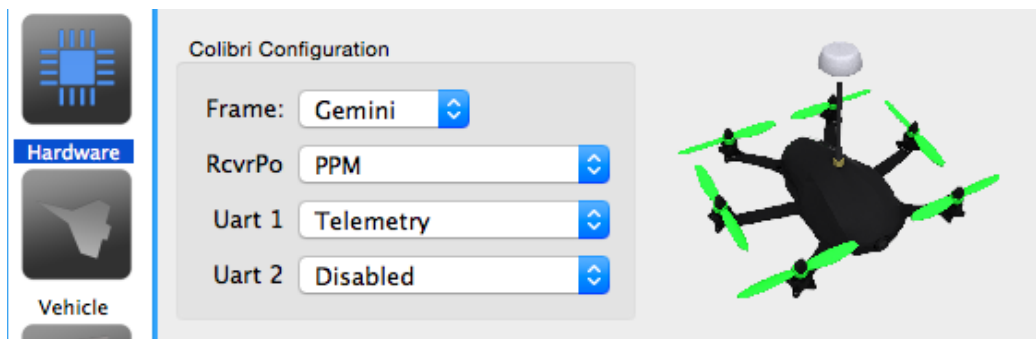 Hardware
Vehicle
Colibri Configuration
Frame: Gemini
RcvrPo PPM
Uart 1 Telemetry
Uart 2 Disabled